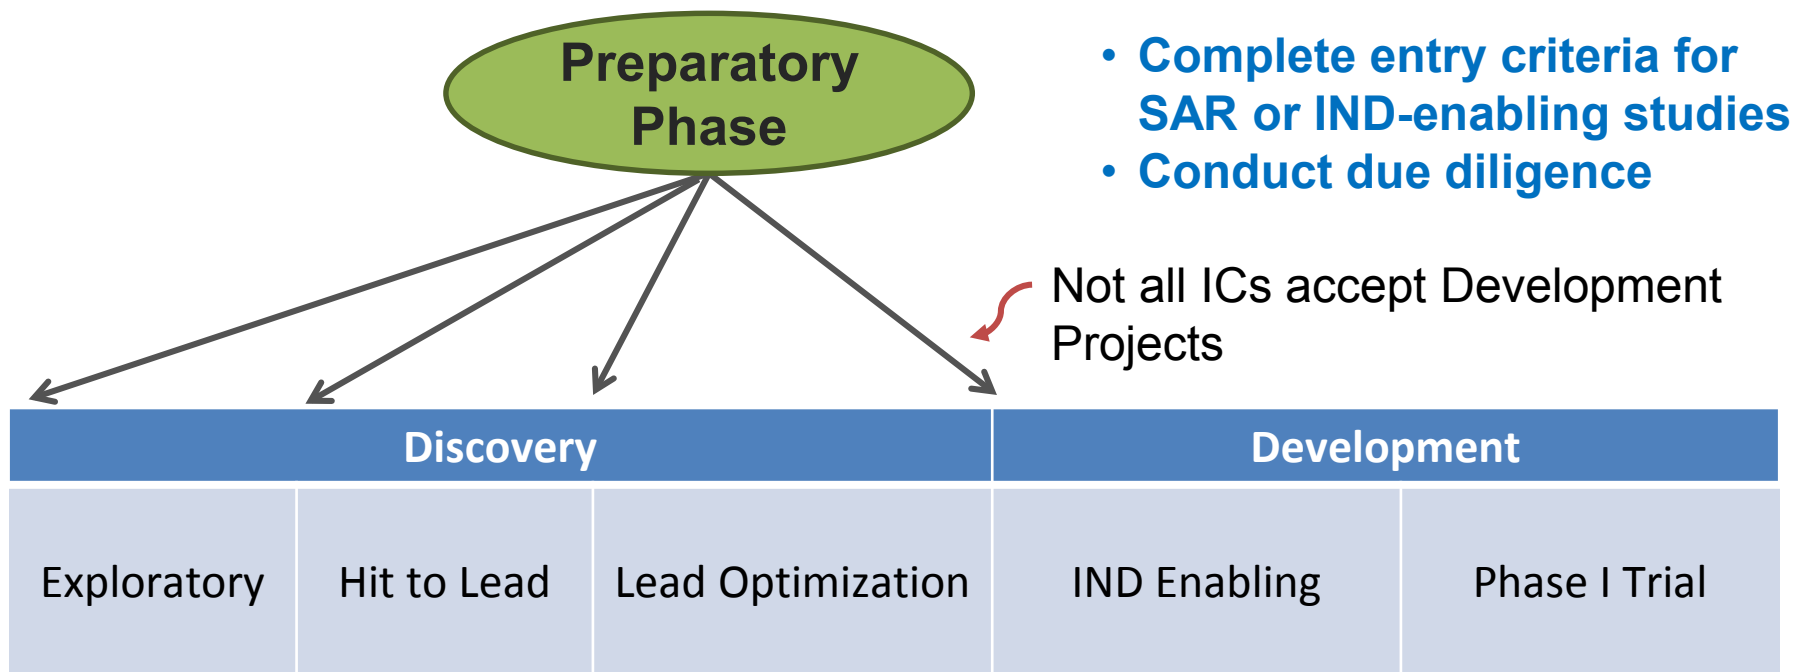 Preparatory
Phase
• Complete entry criteria for
SAR or IND-enabling studies
• Conduct due diligence
Not all ICs accept Development
Projects
Discovery
Development
Exploratory
Hit to Lead
Lead Optimization
IND Enabling
Phase I Trial